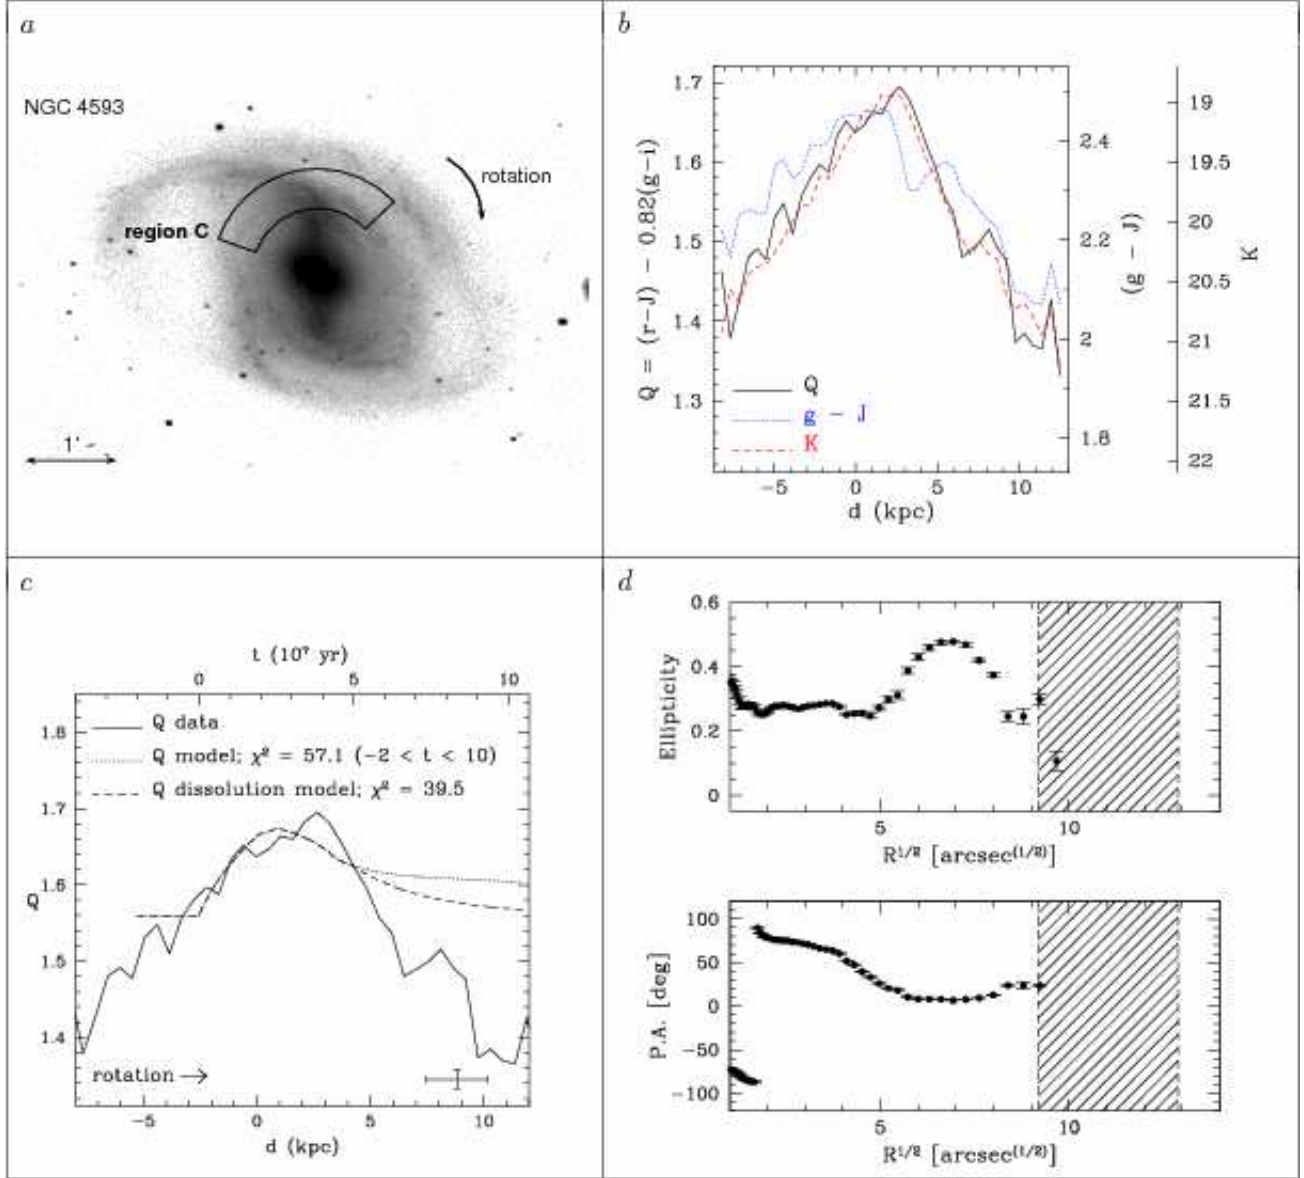 a
NGC 4593
rotation
region C
1'
b
1.7
1.6
1.5
1.4
1.3
Q = (r-J) - 0.82(g-i)
2.4
2.2
2
1.8
(g - J)
19
19.5
20
20.5
21
21.5
22
K
Q
g - J
K
-5 0 5 10
d (kpc)
c
t (10⁷ yr)
0 5 10
1.8
1.7
1.6
1.5
1.4
Q
Q data
Q model; χ² = 57.1 (-2 < t < 10)
Q dissolution model; χ² = 39.5
rotation →
-5 0 5 10
d (kpc)
d
0.6
0.4
0.2
0
Ellipticity
5 10
R^1/2 [arcsec^(1/2)]
100
50
0
-50
-100
P.A. [deg]
5 10
R^1/2 [arcsec^(1/2)]